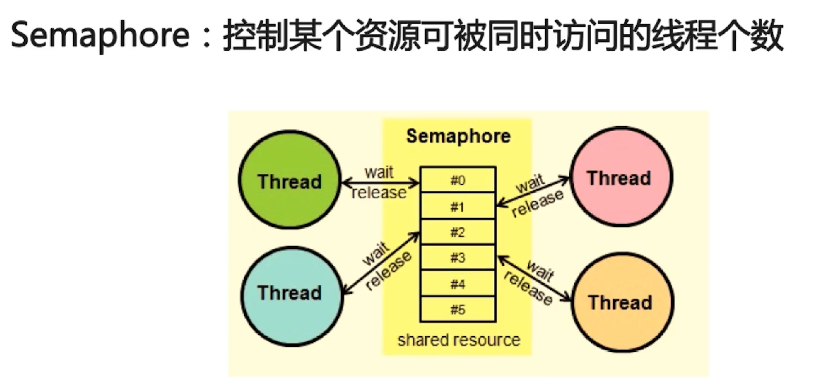 Semaphore：控制某个资源可被同时访问的线程个数
Semaphore
Thread
wait
release
#0
wait
release
Thread
#1
#2
Thread
wait
release
#3
wait
release
Thread
#4
#5
shared resource